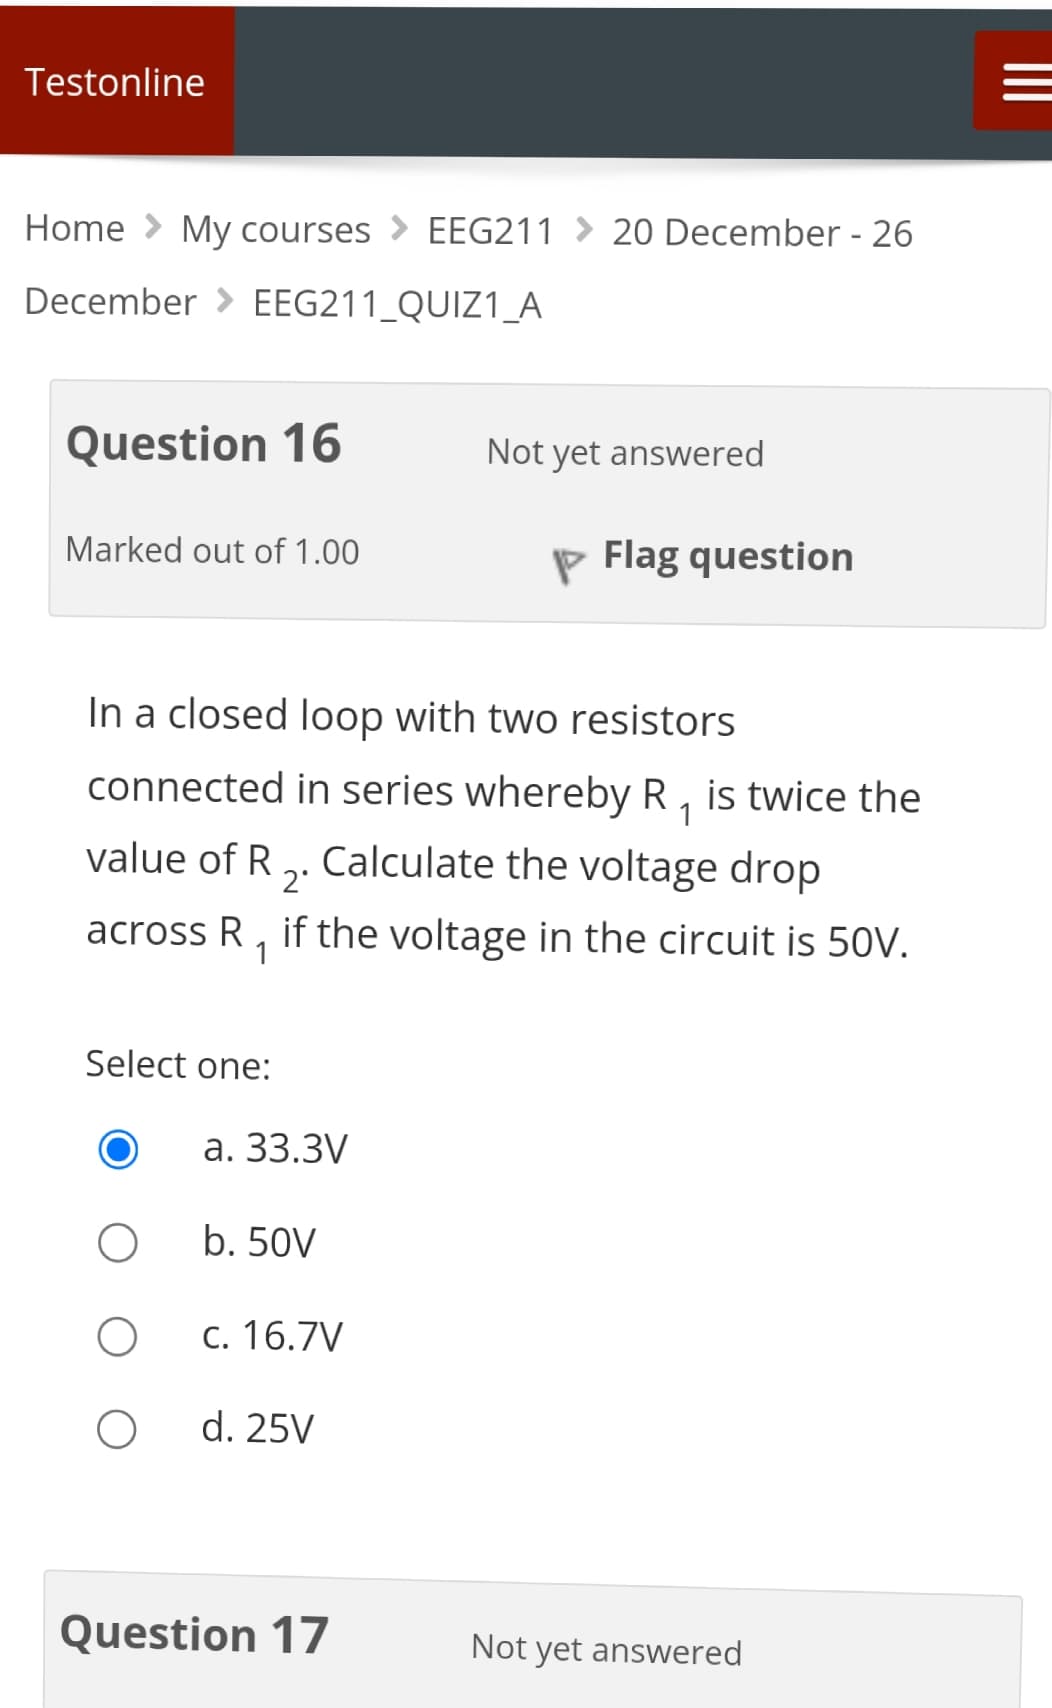 Testonline
Home > My courses > EEG211 > 20 December - 26
December > EEG211_QUIZ1_A
Question 16
Not yet answered
Marked out of 1.00
Flag question
In a closed loop with two resistors
connected in series whereby R 1 is twice the
value of R 2. Calculate the voltage drop
across R 1 if the voltage in the circuit is 50V.
Select one:
a. 33.3V
b. 50V
c. 16.7V
d. 25V
Question 17
Not yet answered